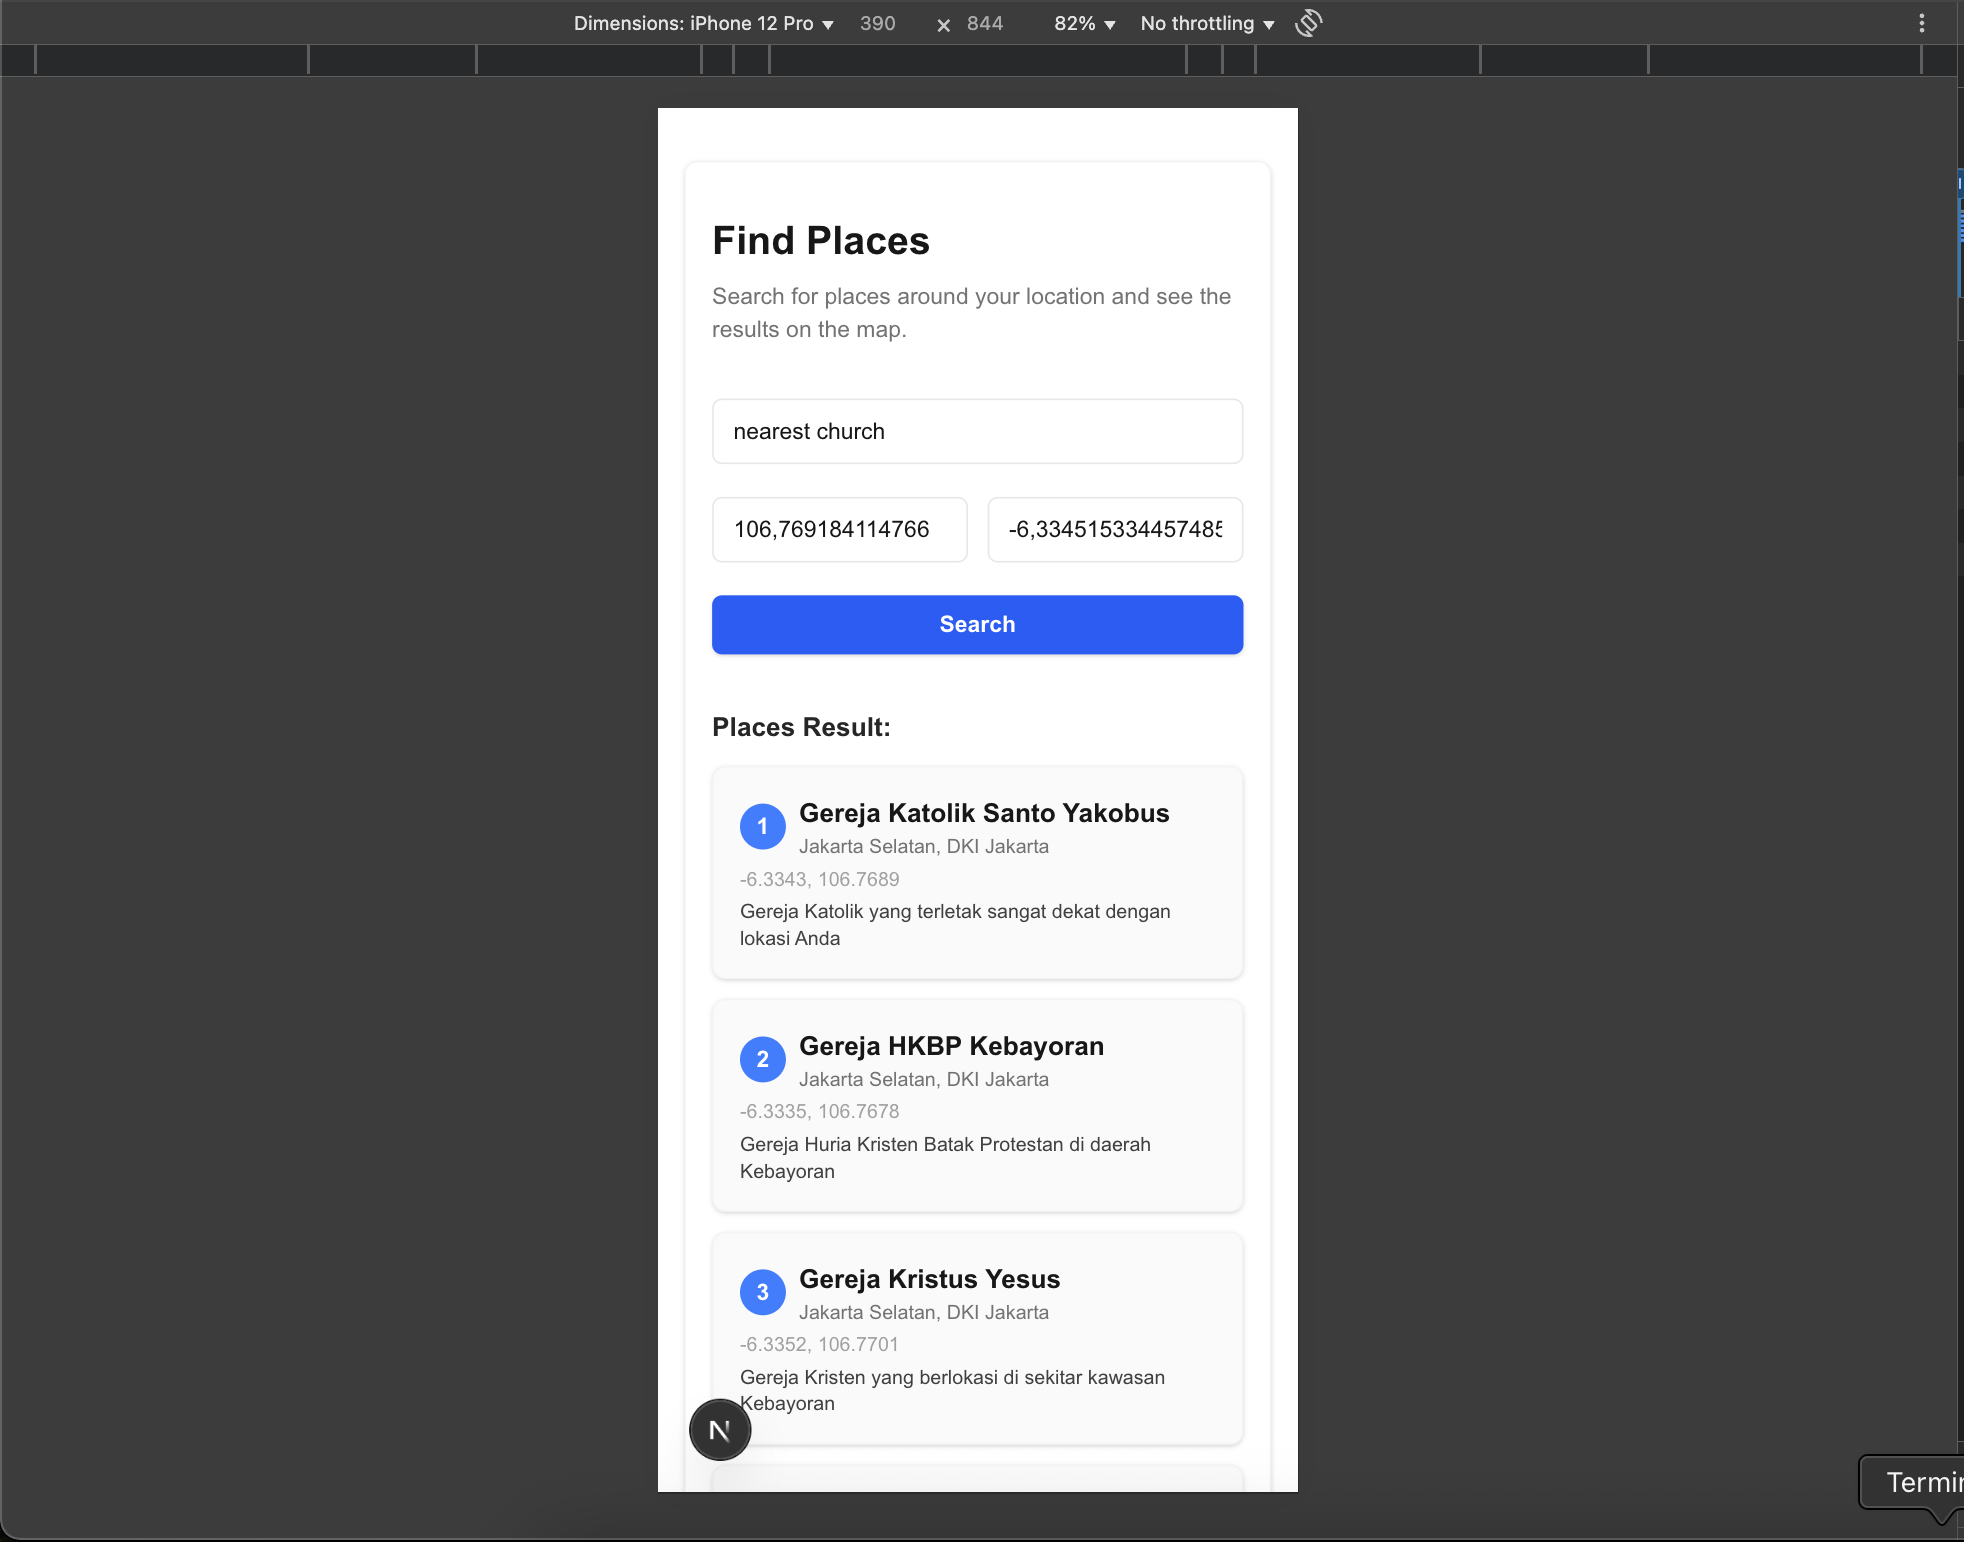 Dimensions: iPhone 12 Pro ▼ 390 × 844 82% ▼ No throttling ▼
Find Places
Search for places around your location and see the
results on the map.
nearest church
106,769184114766 -6,334515334457485
Search
Places Result:
1 Gereja Katolik Santo Yakobus
Jakarta Selatan, DKI Jakarta
-6.3343, 106.7689
Gereja Katolik yang terletak sangat dekat dengan
lokasi Anda
2 Gereja HKBP Kebayoran
Jakarta Selatan, DKI Jakarta
-6.3335, 106.7678
Gereja Huria Kristen Batak Protestan di daerah
Kebayoran
3 Gereja Kristus Yesus
Jakarta Selatan, DKI Jakarta
-6.3352, 106.7701
Gereja Kristen yang berlokasi di sekitar kawasan
Kebayoran
N